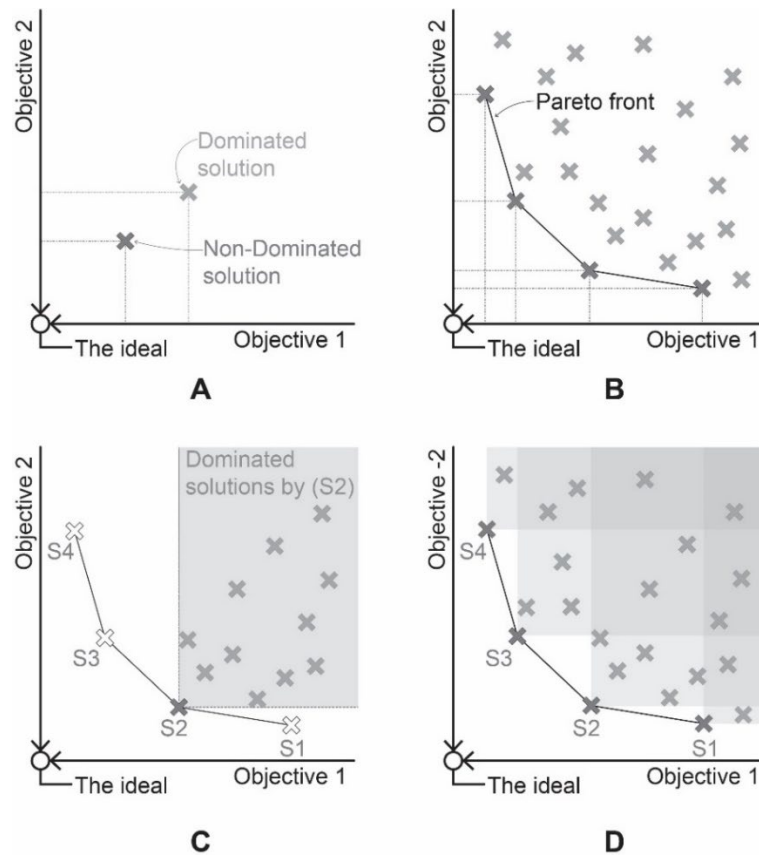 Objective 2
Dominated
solution
Non-Dominated
solution
Objective 1
The ideal
A
Objective 2
Pareto front
Objective 1
The ideal
B
Objective 2
Dominated
solutions by (S2)
S4
S3
S2
S1
Objective 1
The ideal
C
Objective -2
S4
S3
S2
S1
Objective 1
The ideal
D